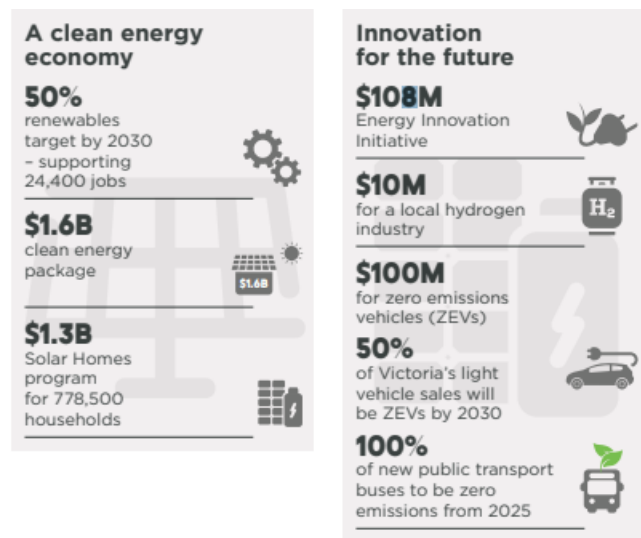 A clean energy
economy
50%
renewables
target by 2030
– supporting
24,400 jobs
$1.6B
clean energy
package
$1.6B
$1.3B
Solar Homes
program
for 778,500
households
Innovation
for the future
$108M
Energy Innovation
Initiative
$10M
for a local hydrogen
industry
H₂
$100M
for zero emissions
vehicles (ZEVs)
50%
of Victoria's light
vehicle sales will
be ZEVs by 2030
100%
of new public transport
buses to be zero
emissions from 2025